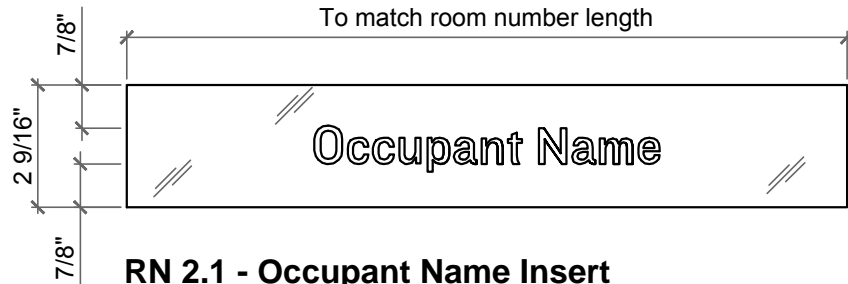 To match room number length
7/8"
2 9/16"
Occupant Name
7/8"
RN 2.1 - Occupant Name Insert